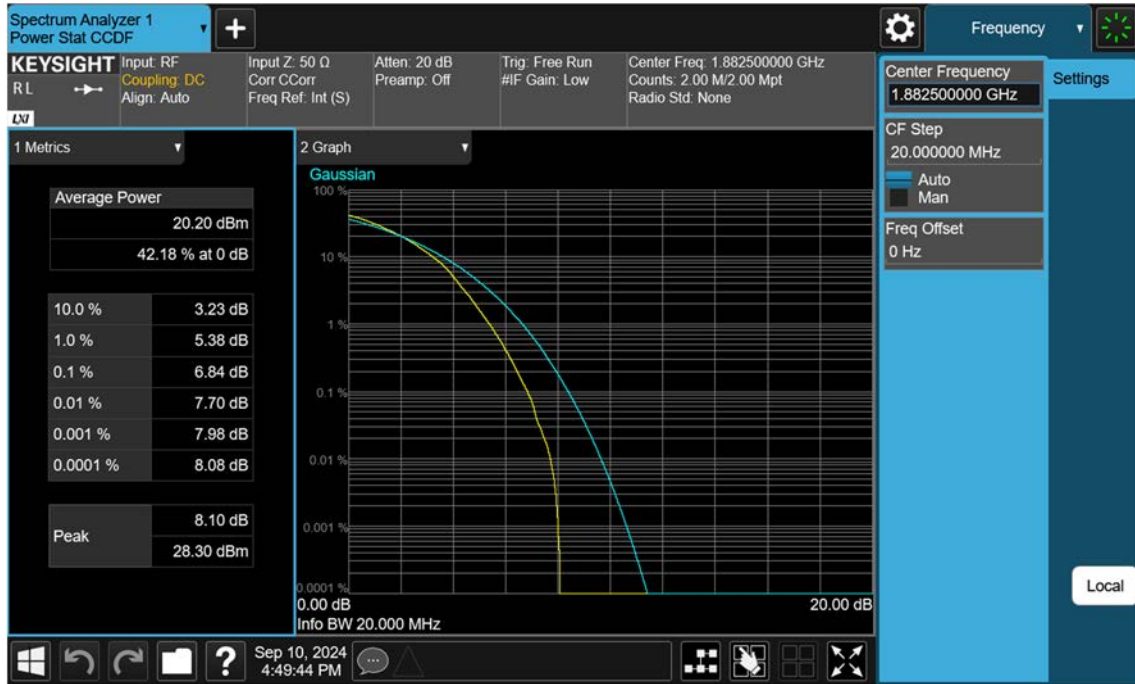 Spectrum Analyzer 1
Power Stat CCDF
+
Frequency
KEYSIGHT
R L
LXI
Input: RF
Coupling: DC
Align: Auto
Input Z: 50 Ω
Corr CCorr
Freq Ref: Int (S)
Atten: 20 dB
Preamp: Off
Trig: Free Run
#IF Gain: Low
Center Freq: 1.882500000 GHz
Counts: 2.00 M/2.00 Mpt
Radio Std: None
Center Frequency
1.882500000 GHz
Settings
CF Step
20.000000 MHz
Auto
Man
Freq Offset
0 Hz
Local
1 Metrics
Average Power
20.20 dBm
42.18 % at 0 dB
10.0 % 3.23 dB
1.0 % 5.38 dB
0.1 % 6.84 dB
0.01 % 7.70 dB
0.001 % 7.98 dB
0.0001 % 8.08 dB
Peak
8.10 dB
28.30 dBm
2 Graph
Gaussian
100 %
10 %
1 %
0.1 %
0.01 %
0.001 %
0.0001 %
0.00 dB 20.00 dB
Info BW 20.000 MHz
?
Sep 10, 2024
4:49:44 PM